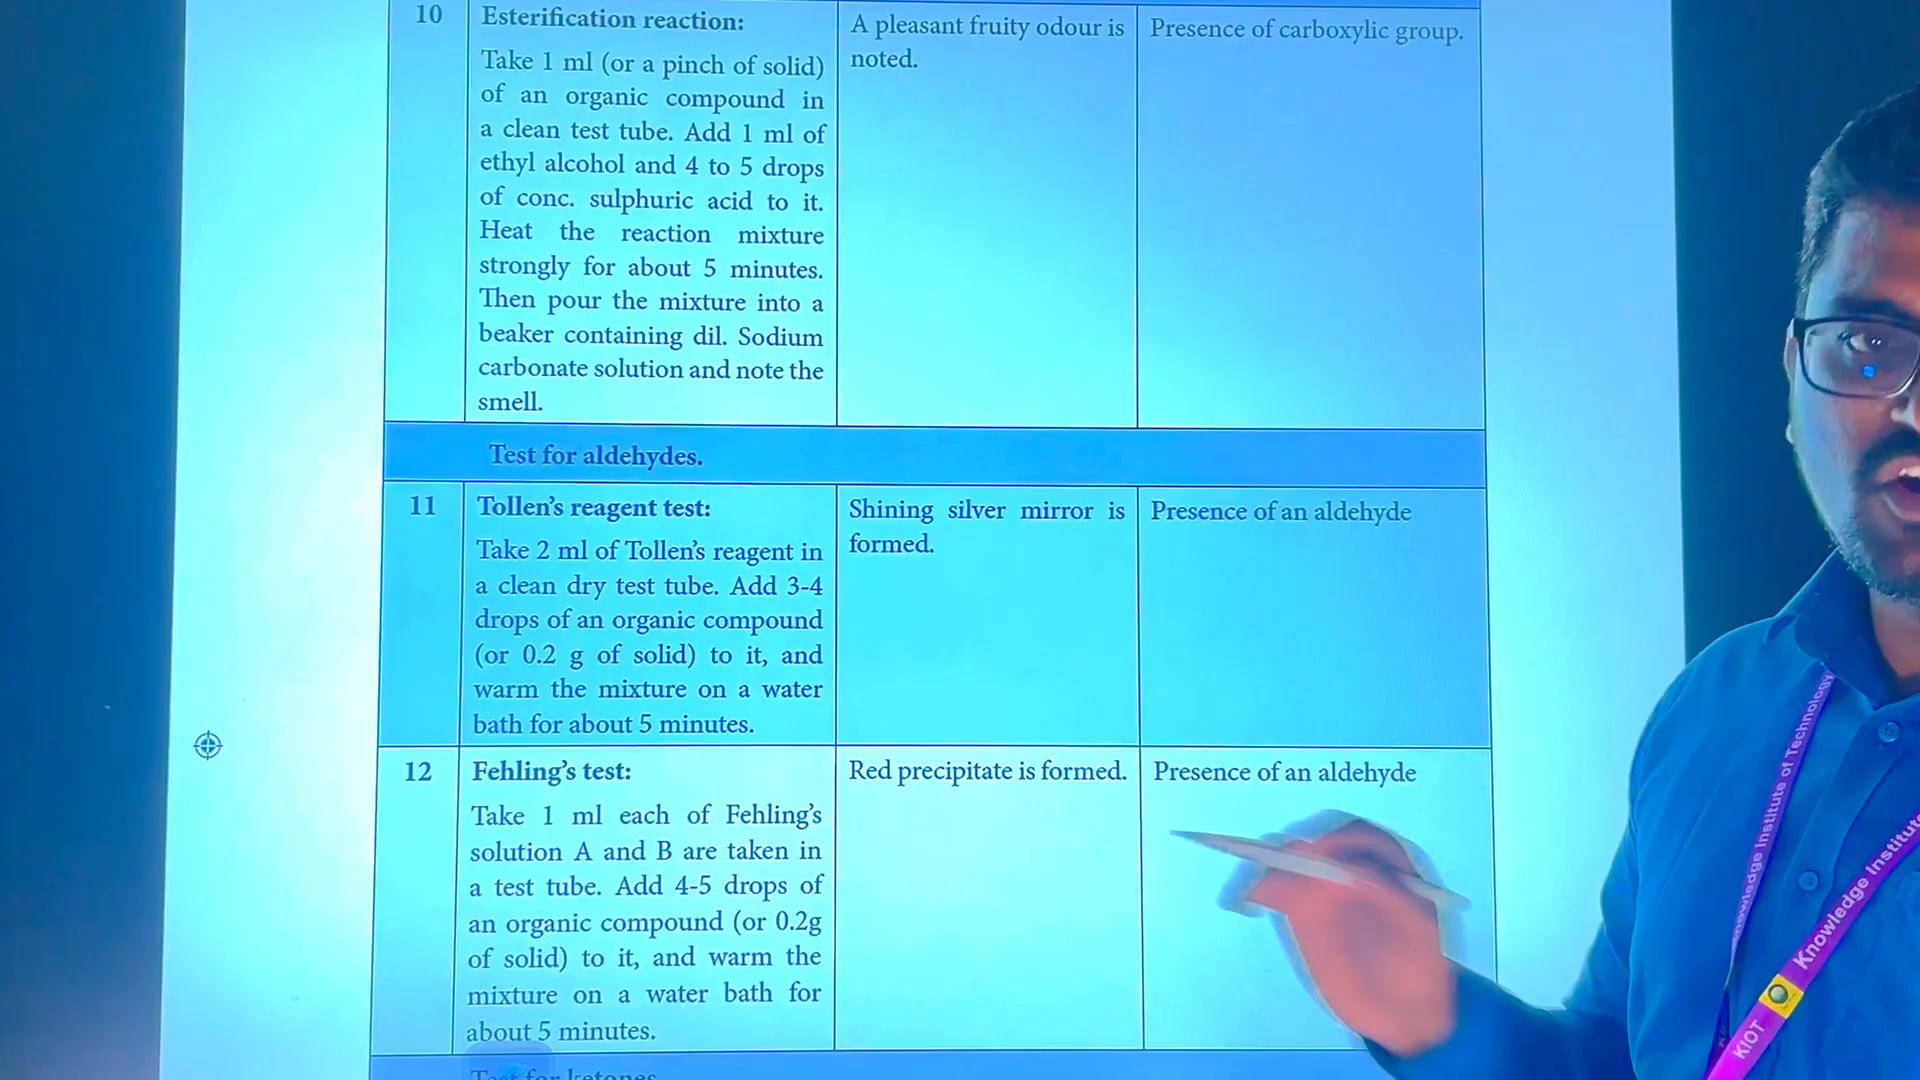 10
Esterification reaction:
Take 1 ml (or a pinch of solid)
of an organic compound in
a clean test tube. Add 1 ml of
ethyl alcohol and 4 to 5 drops
of conc. sulphuric acid to it.
Heat the reaction mixture
strongly for about 5 minutes.
Then pour the mixture into a
beaker containing dil. Sodium
carbonate solution and note the
smell.
A pleasant fruity odour is
noted.
Presence of carboxylic group.
Test for aldehydes.
11
Tollen's reagent test:
Take 2 ml of Tollen's reagent in
a clean dry test tube. Add 3-4
drops of an organic compound
(or 0.2 g of solid) to it, and
warm the mixture on a water
bath for about 5 minutes.
Shining silver mirror is
formed.
Presence of an aldehyde
12
Fehling's test:
Take 1 ml each of Fehling's
solution A and B are taken in
a test tube. Add 4-5 drops of
an organic compound (or 0.2g
of solid) to it, and warm the
mixture on a water bath for
about 5 minutes.
Red precipitate is formed.
Presence of an aldehyde
Test for ketones
Knowledge Institute of Technology
Knowledge Institute
KIOT